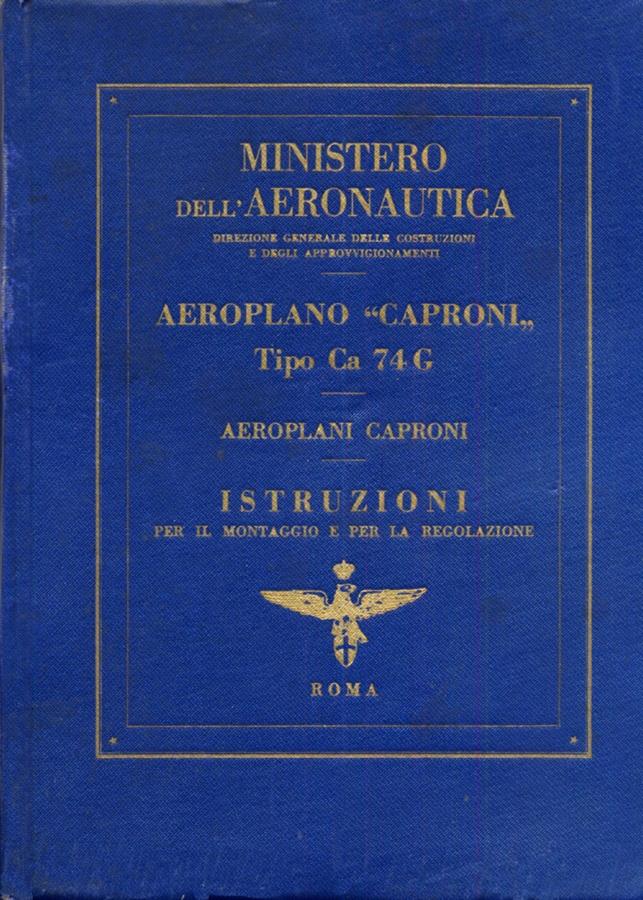 MINISTERO
DELL'AERONAUTICA
DIREZIONE GENERALE DELLE COSTRUZIONI
E DEGLI APPROVVIGIONAMENTI
AEROPLANO “CAPRONI„
Tipo Ca 74 G
AEROPLANI CAPRONI
ISTRUZIONI
PER IL MONTAGGIO E PER LA REGOLAZIONE
ROMA